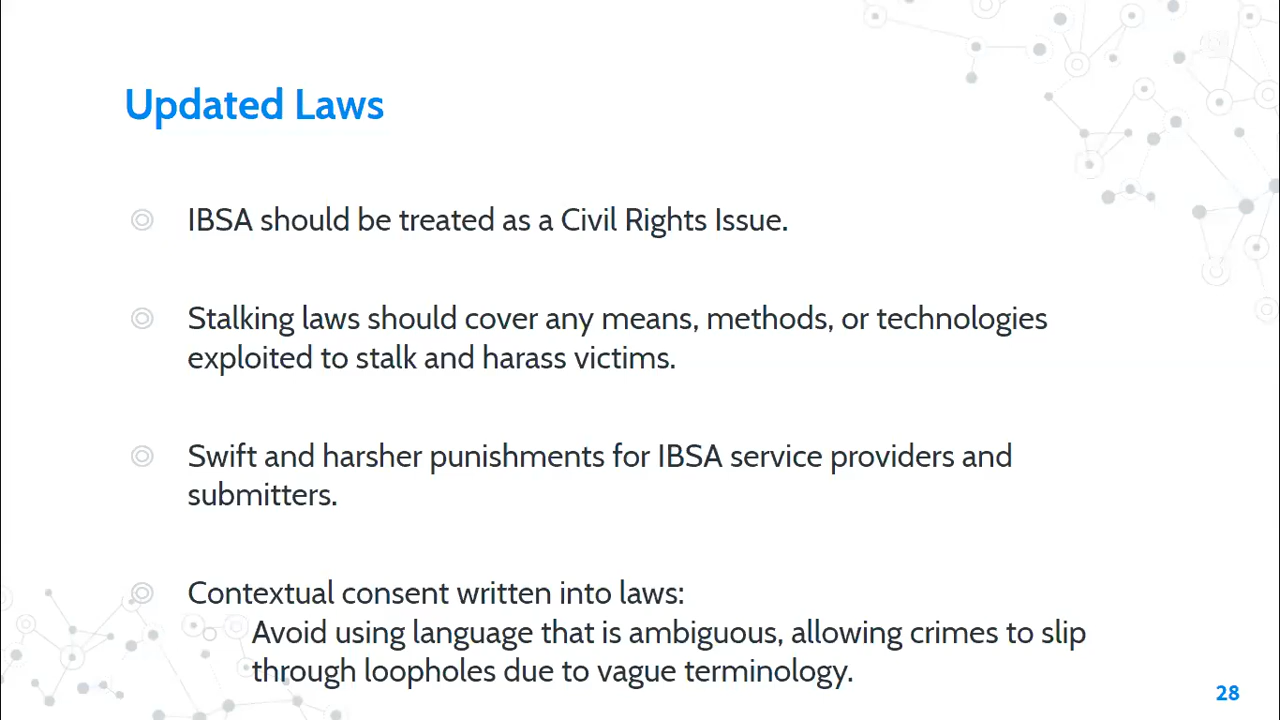 Updated Laws
IBSA should be treated as a Civil Rights Issue.
Stalking laws should cover any means, methods, or technologies
exploited to stalk and harass victims.
Swift and harsher punishments for IBSA service providers and
submitters.
Contextual consent written into laws:
Avoid using language that is ambiguous, allowing crimes to slip
through loopholes due to vague terminology.
28